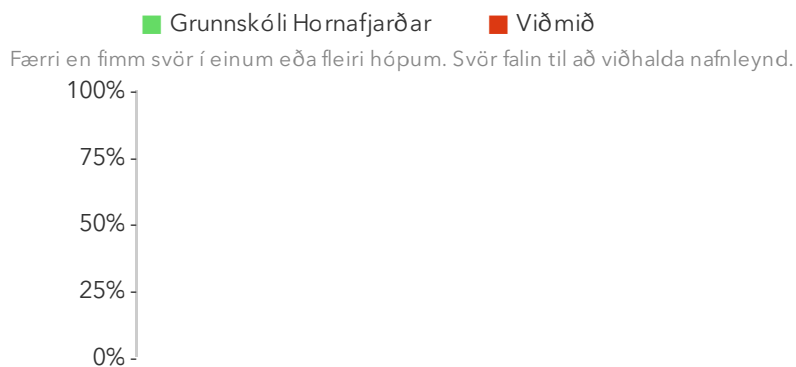 Grunnskóli Hornafjarðar Viðmið
Færri en fimm svör í einum eða fleiri hópum. Svör falin til að viðhalda nafnleynd.
100%
75%
50%
25%
0%